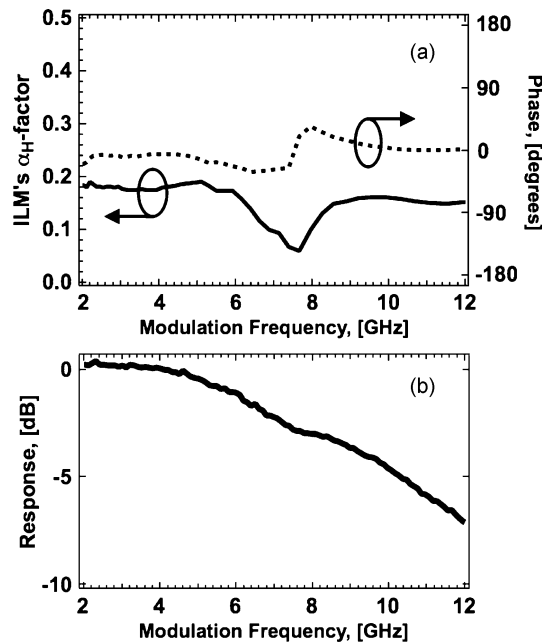 0.5
0.4
0.3
0.2
0.1
0.0
ILM's αH-factor
(a)
180
90
0
-90
-180
Phase, [degrees]
2 4 6 8 10 12
Modulation Frequency, [GHz]
0
-5
-10
Response, [dB]
(b)
2 4 6 8 10 12
Modulation Frequency, [GHz]